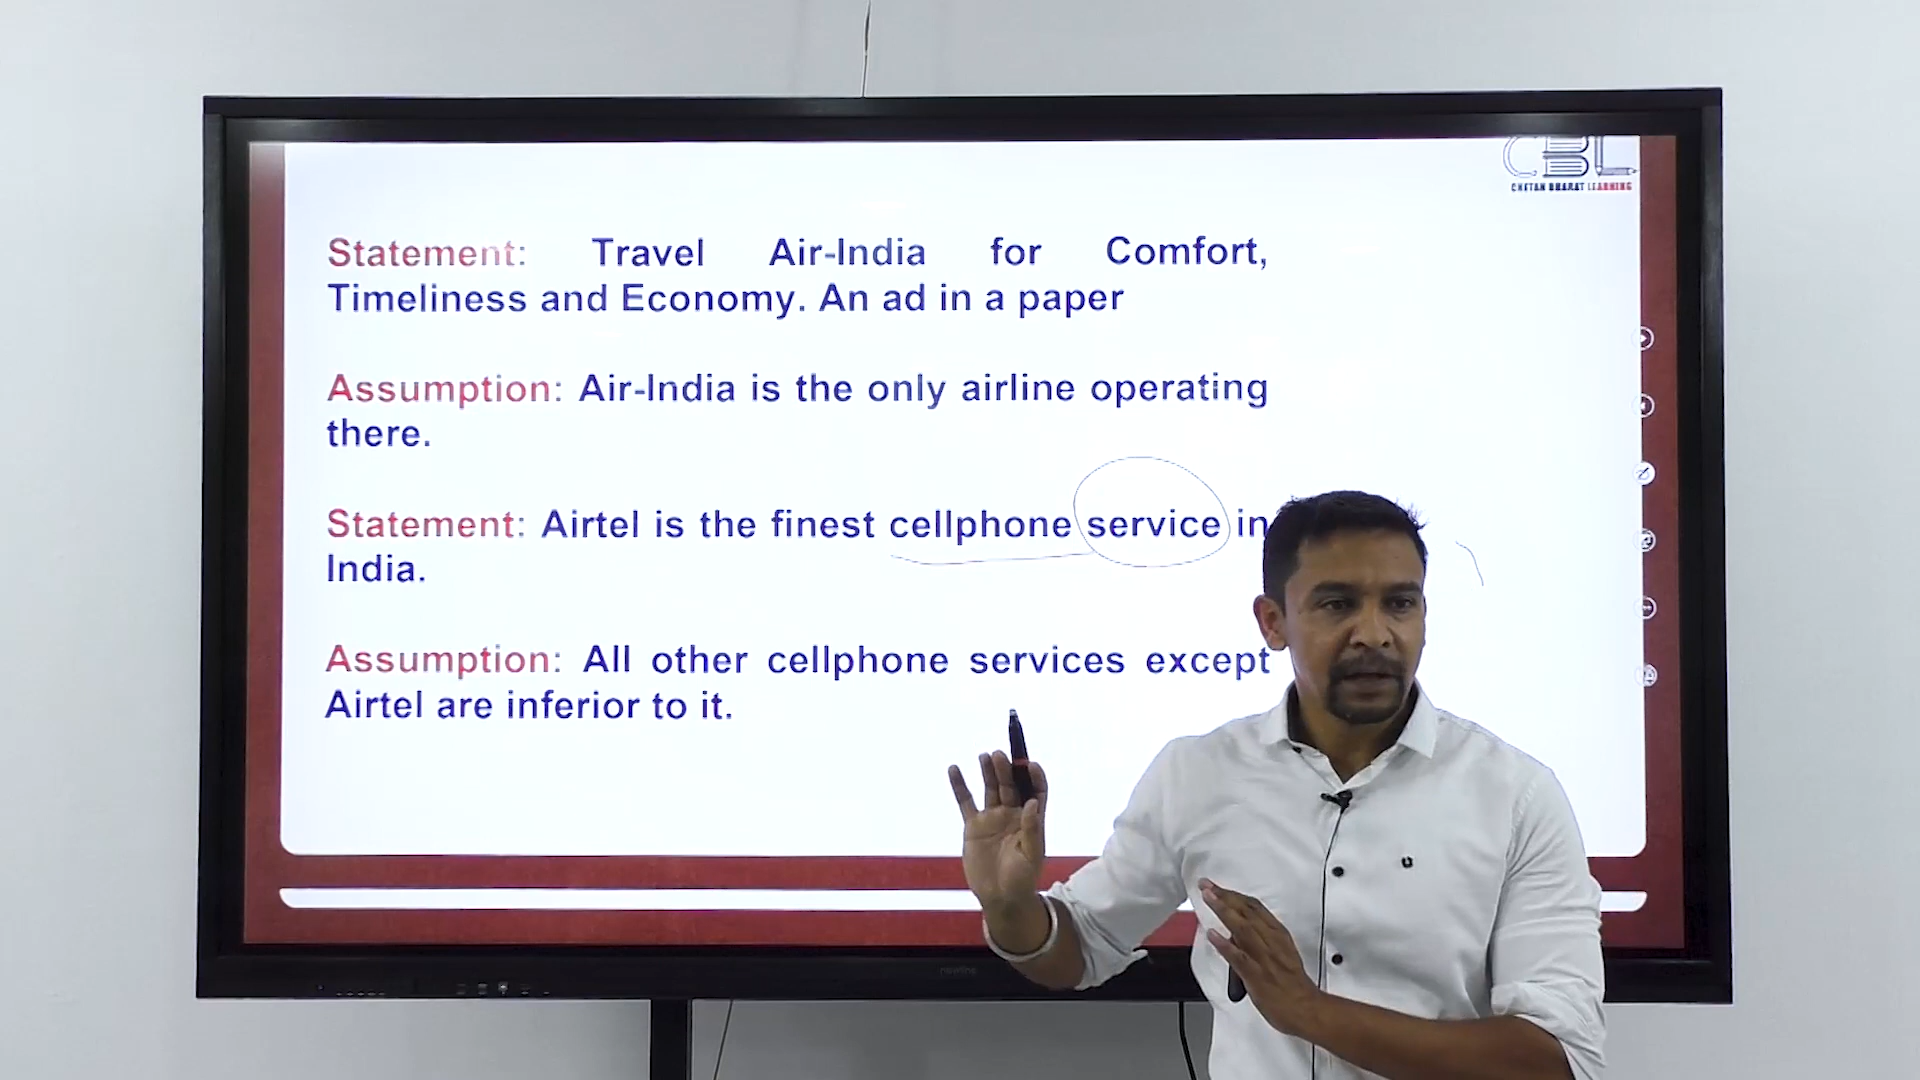 CBL
CHETAN BHARAT LEARNING
Statement: Travel Air-India for Comfort,
Timeliness and Economy. An ad in a paper
Assumption: Air-India is the only airline operating
there.
Statement: Airtel is the finest cellphone service in
India.
Assumption: All other cellphone services except
Airtel are inferior to it.
newline